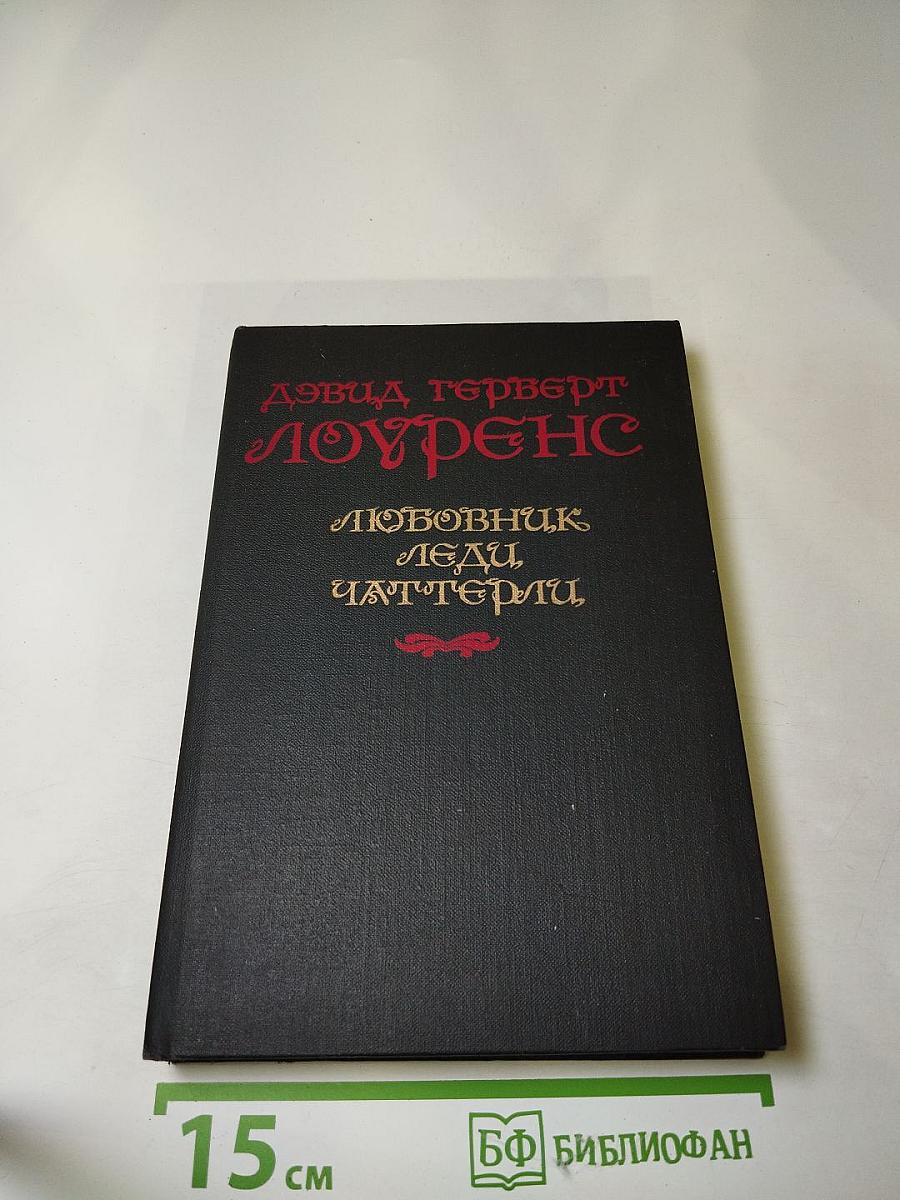 ДЭВИД ГЕРБЕРТ
ЛОУРЕНС
ЛЮБОВНИК
ЛЕДИ
ЧАТТЕРЛИ
15 см
БФ БИБЛИОФАН